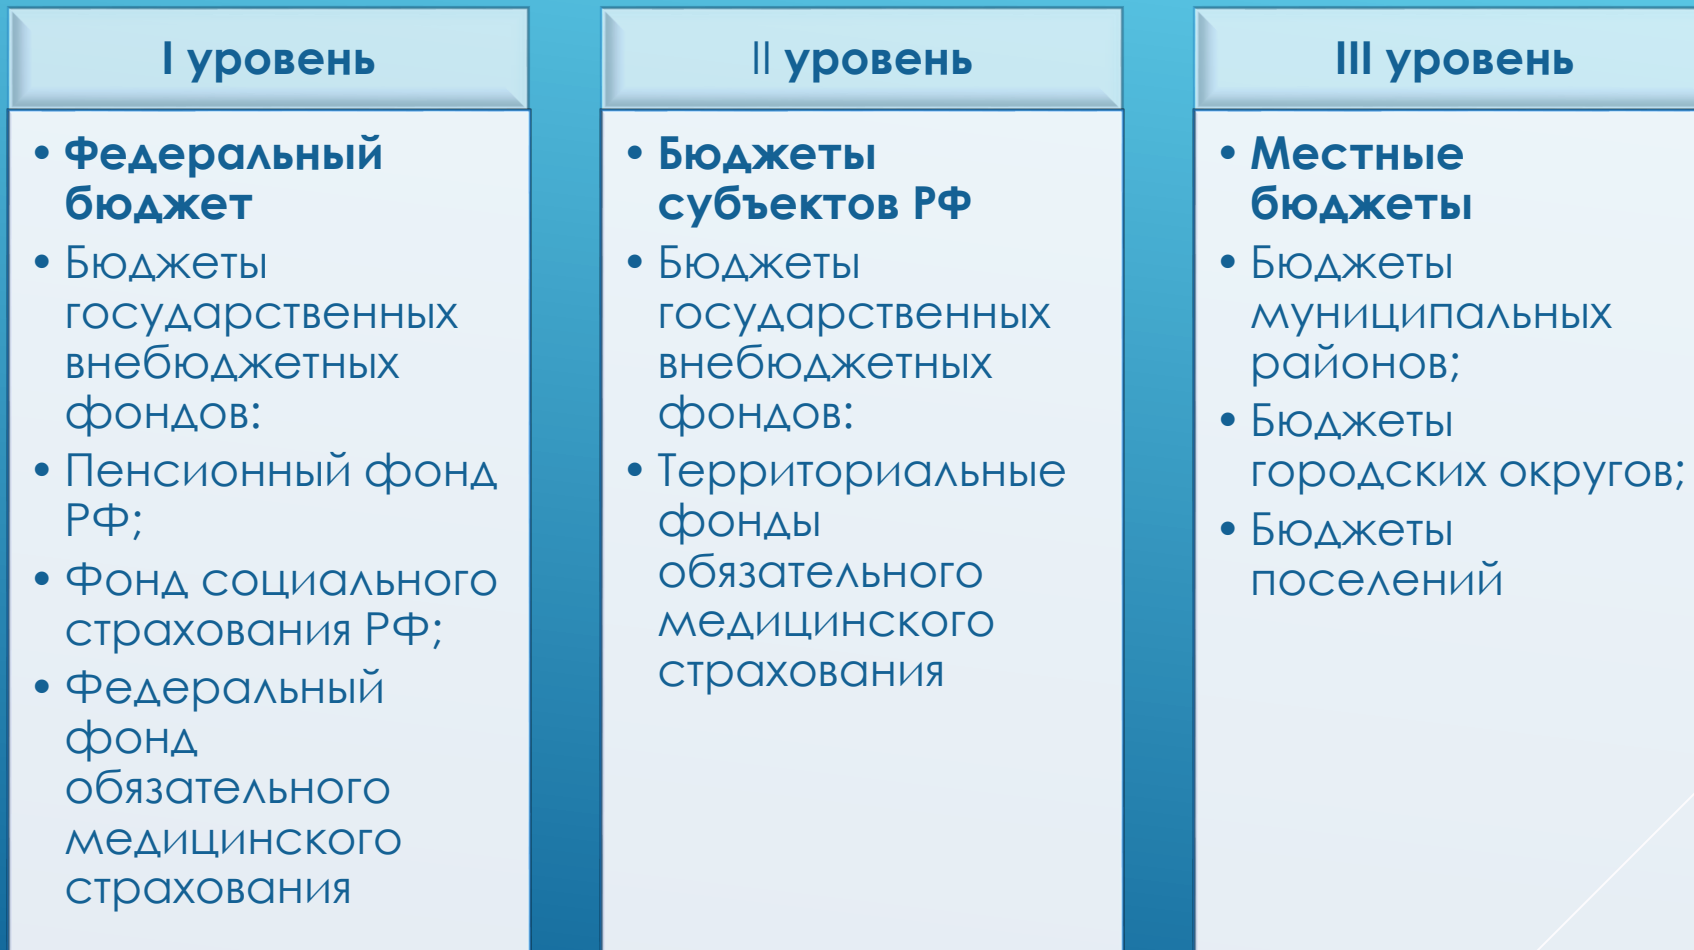 I уровень
• Федеральный
бюджет
• Бюджеты
государственных
внебюджетных
фондов:
• Пенсионный фонд
РФ;
• Фонд социального
страхования РФ;
• Федеральный
фонд
обязательного
медицинского
страхования
II уровень
• Бюджеты
субъектов РФ
• Бюджеты
государственных
внебюджетных
фондов:
• Территориальные
фонды
обязательного
медицинского
страхования
III уровень
• Местные
бюджеты
• Бюджеты
муниципальных
районов;
• Бюджеты
городских округов;
• Бюджеты
поселений